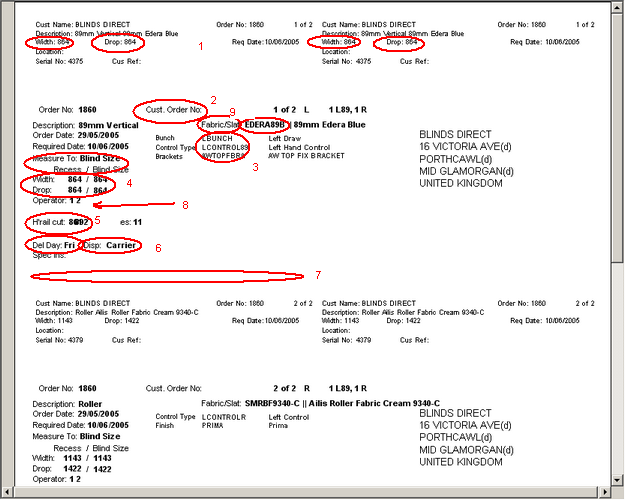 Cust Name: BLINDS DIRECT Order No: 1860 1 of 2 Cust Name: BLINDS DIRECT Order No: 1860 1 of 2
Description: 89mm Vertical 89mm Edera Blue Description: 89mm Vertical 89mm Edera Blue
Width: 864 Drop: 864 1 Req Date: 10/06/2005 Width: 864 Drop: 864 Req Date: 10/06/2005
Location: Location:
Serial No: 4375 Cus Ref: Serial No: 4375 Cus Ref:
2
Order No: 1860 Cust. Order No: 9 1 of 2 L 1 L89, 1 R
Description: 89mm Vertical Fabric/Slat: EDERA89B || 89mm Edera Blue
Order Date: 29/05/2005 Bunch LBUNCH Left Draw
Required Date: 10/06/2005 Control Type LCONTROL89 Left Hand Control
Measure To: Blind Size Brackets AWTOPFBR8 AW TOP FIX BRACKET
BLINDS DIRECT
16 VICTORIA AVE(d)
PORTHCAWL(d)
MID GLAMORGAN(d)
UNITED KINGDOM
Recess / Blind Size 3
Width: 864 / 864 4
Drop: 864 / 864
Operator: 1 2 8
H'rail cut: es: 11 5
Del Day: Fri Disp: Carrier 6
Spec Ins:
7
Cust Name: BLINDS DIRECT Order No: 1860 2 of 2 Cust Name: BLINDS DIRECT Order No: 1860 2 of 2
Description: Roller Ailis Roller Fabric Cream 9340-C Description: Roller Ailis Roller Fabric Cream 9340-C
Width: 1143 Drop: 1422 Req Date: 10/06/2005 Width: 1143 Drop: 1422 Req Date: 10/06/2005
Location: Location:
Serial No: 4379 Cus Ref: Serial No: 4379 Cus Ref:
Order No: 1860 Cust. Order No: 2 of 2 R 1 L89, 1 R
Description: Roller Fabric/Slat: SMRBF9340-C || Ailis Roller Fabric Cream 9340-C
Order Date: 29/05/2005 Control Type LCONTROLR Left Control
Required Date: 10/06/2005 Finish PRIMA Prima
Measure To: Blind Size
BLINDS DIRECT
16 VICTORIA AVE(d)
PORTHCAWL(d)
MID GLAMORGAN(d)
UNITED KINGDOM
Recess / Blind Size
Width: 1143 / 1143
Drop: 1422 / 1422
Operator: 1 2